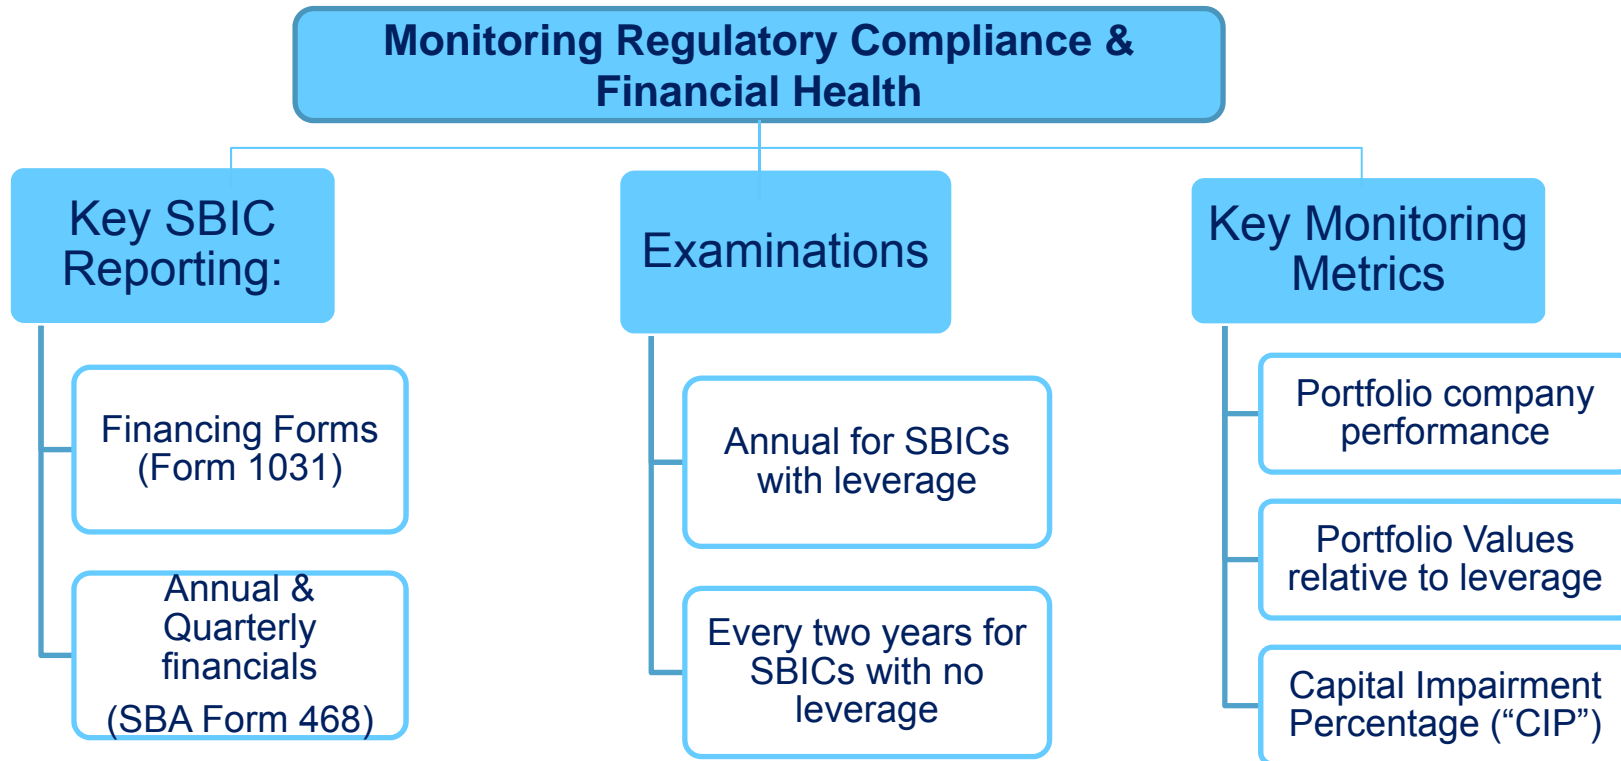 Monitoring Regulatory Compliance &
Financial Health
Key SBIC
Reporting:
Financing Forms
(Form 1031)
Annual &
Quarterly
financials
(SBA Form 468)
Examinations
Annual for SBICs
with leverage
Every two years for
SBICs with no
leverage
Key Monitoring
Metrics
Portfolio company
performance
Portfolio Values
relative to leverage
Capital Impairment
Percentage (“CIP”)